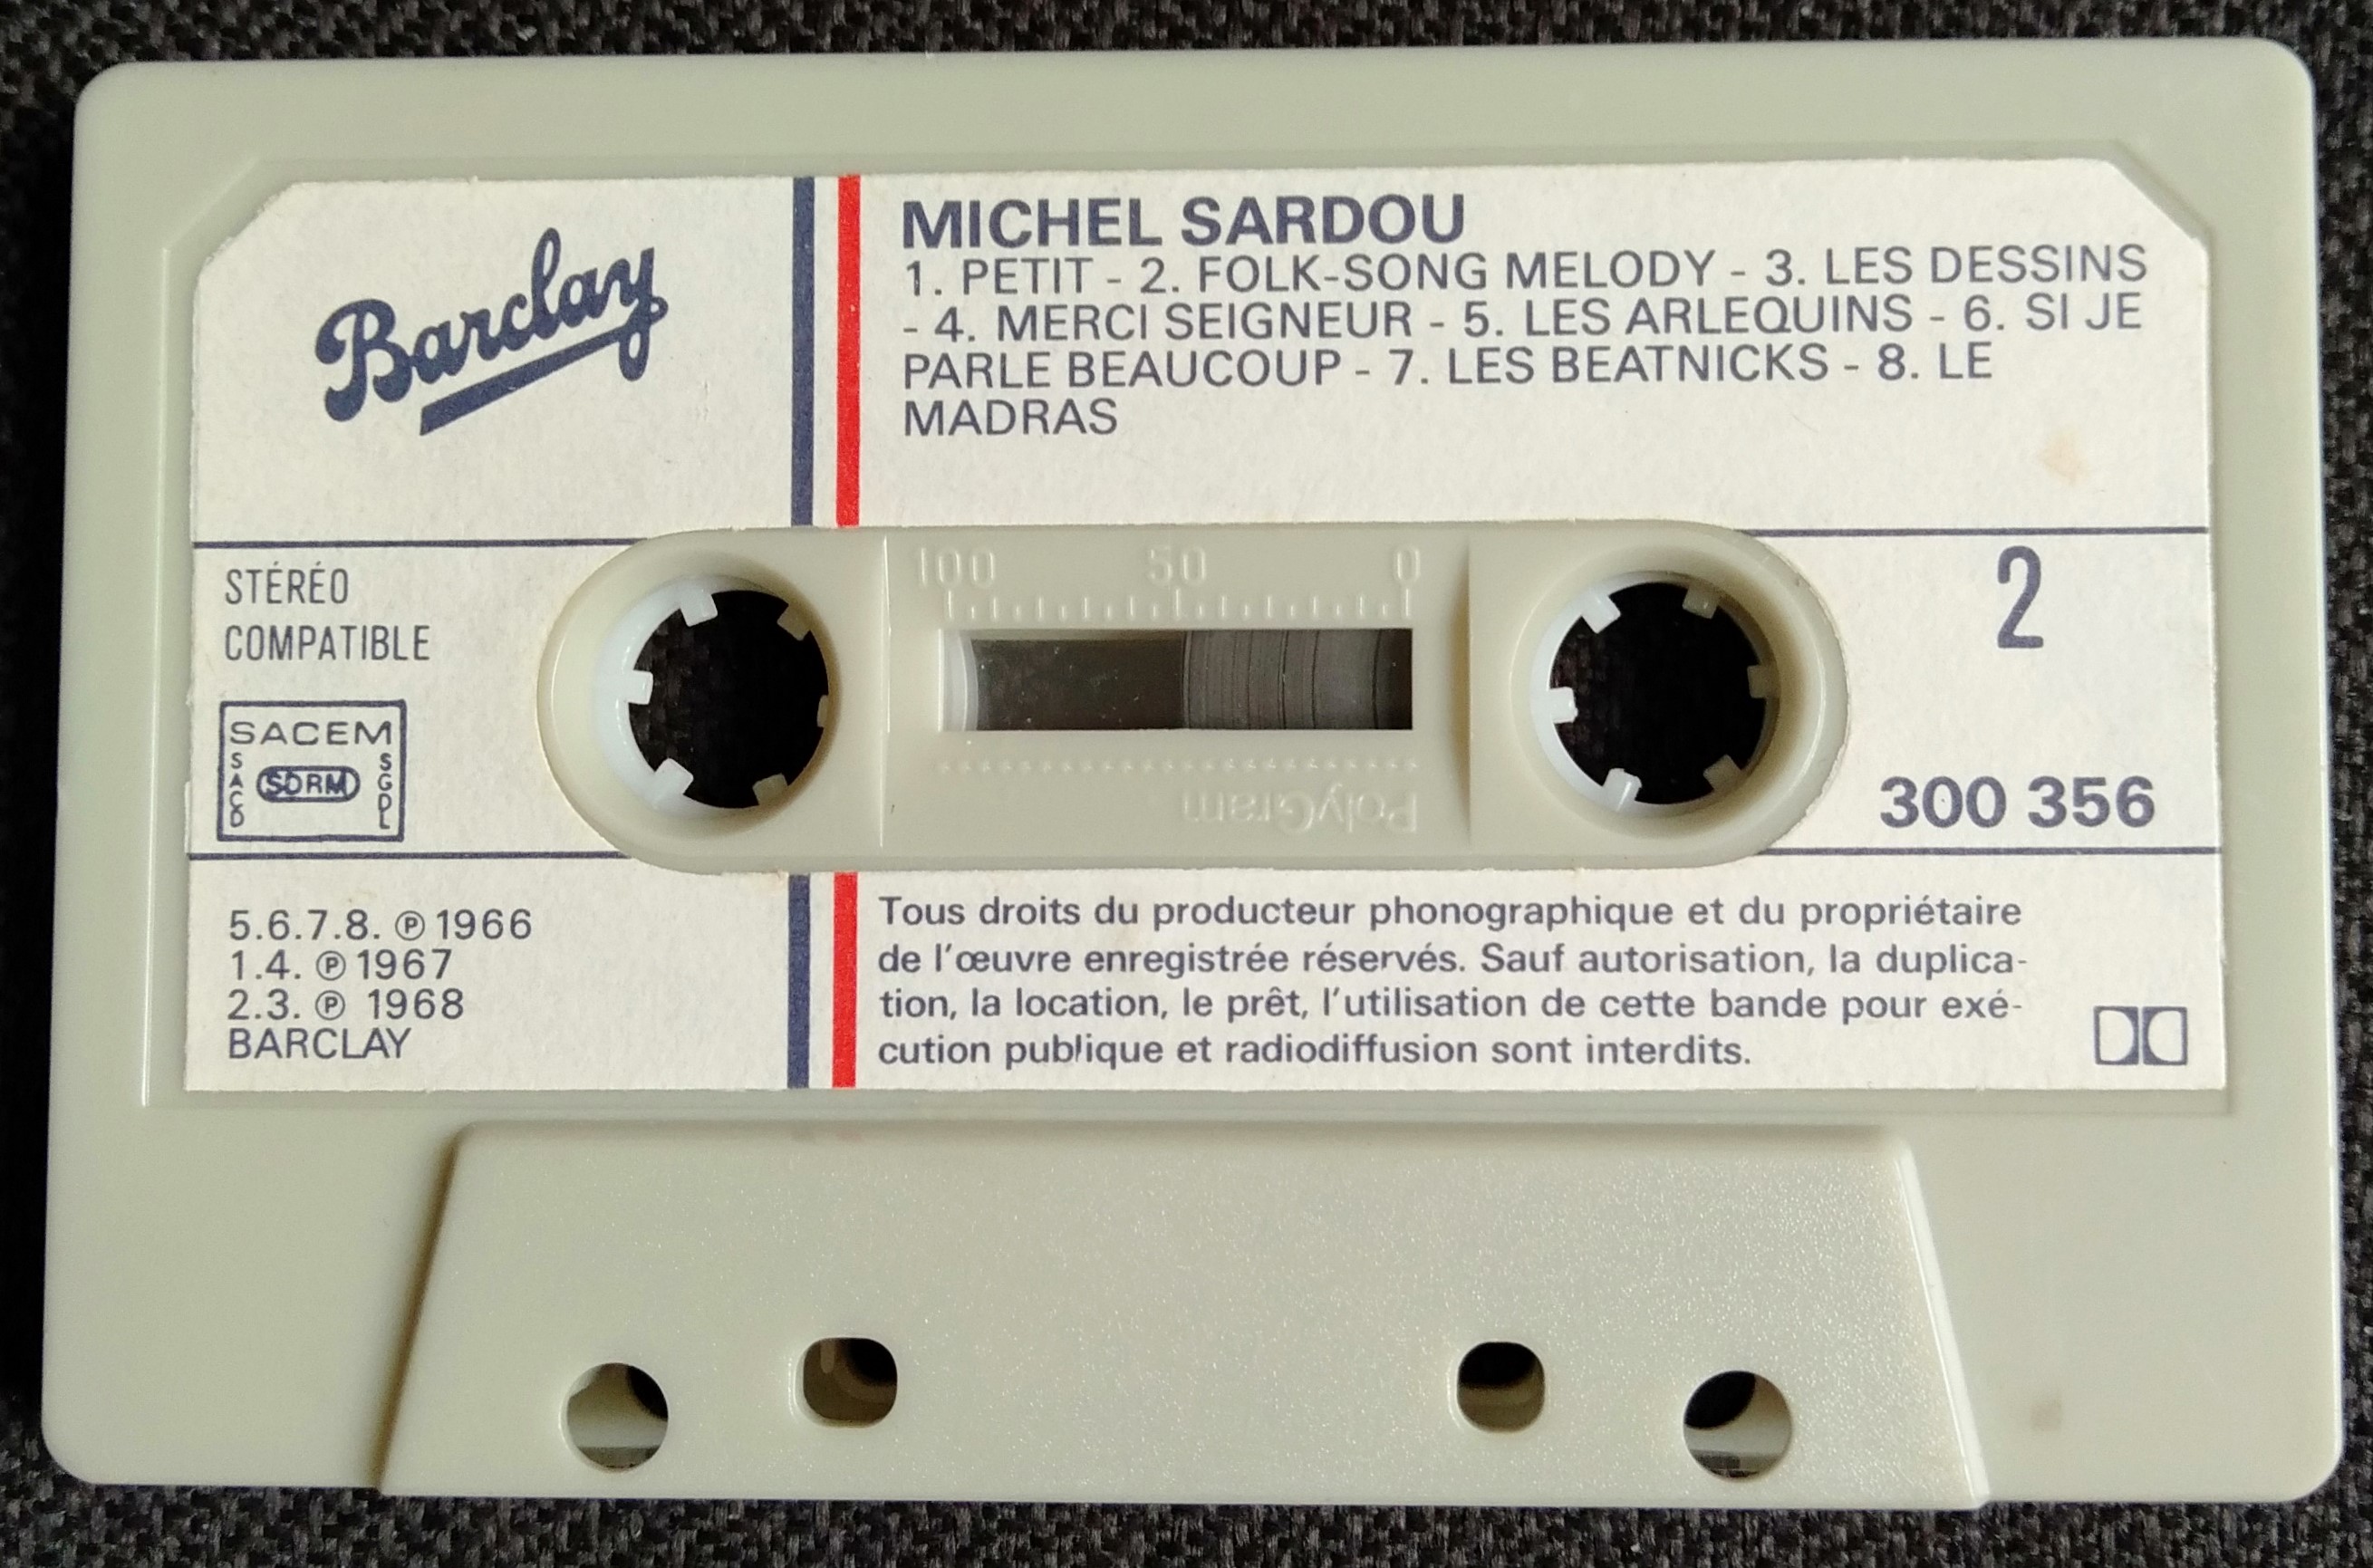 Barclay
MICHEL SARDOU
1. PETIT - 2. FOLK-SONG MELODY - 3. LES DESSINS
- 4. MERCI SEIGNEUR - 5. LES ARLEQUINS - 6. SI JE
PARLE BEAUCOUP - 7. LES BEATNICKS - 8. LE
MADRAS
STÉRÉO
COMPATIBLE
SACEM
SACD
SDRM
SGDL
100 50 0
PolyGram
2
300 356
5.6.7.8. ℗ 1966
1.4. ℗ 1967
2.3. ℗ 1968
BARCLAY
Tous droits du producteur phonographique et du propriétaire
de l'œuvre enregistrée réservés. Sauf autorisation, la duplica-
tion, la location, le prêt, l'utilisation de cette bande pour exé-
cution publique et radiodiffusion sont interdits.